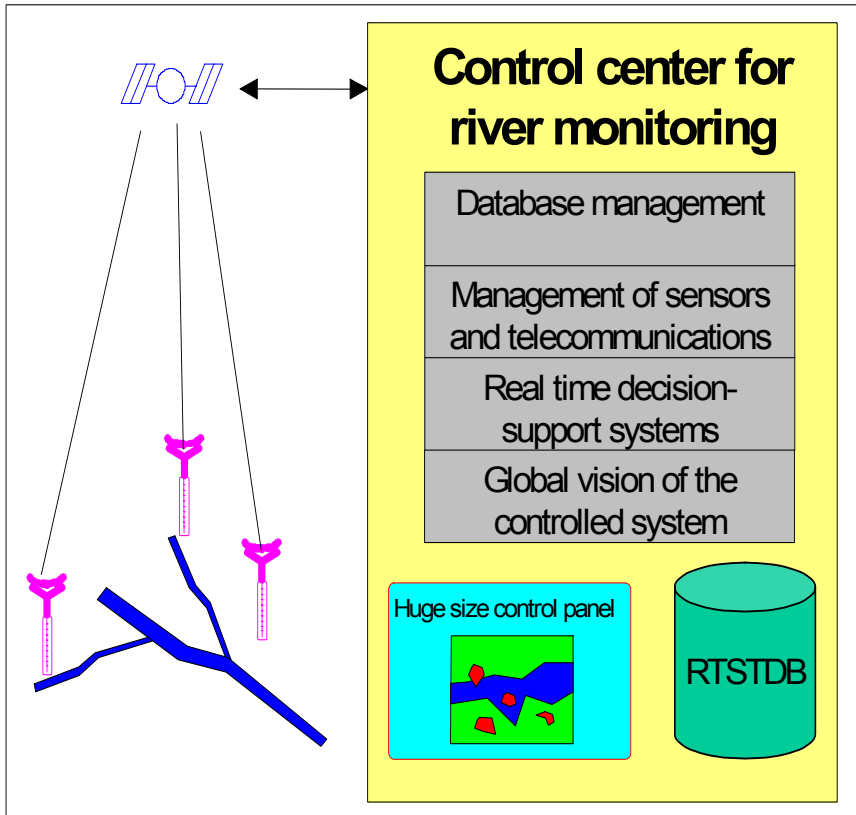 Control center for
river monitoring
Database management
Management of sensors
and telecommunications
Real time decision-
support systems
Global vision of the
controlled system
Huge size control panel
RTSTDB